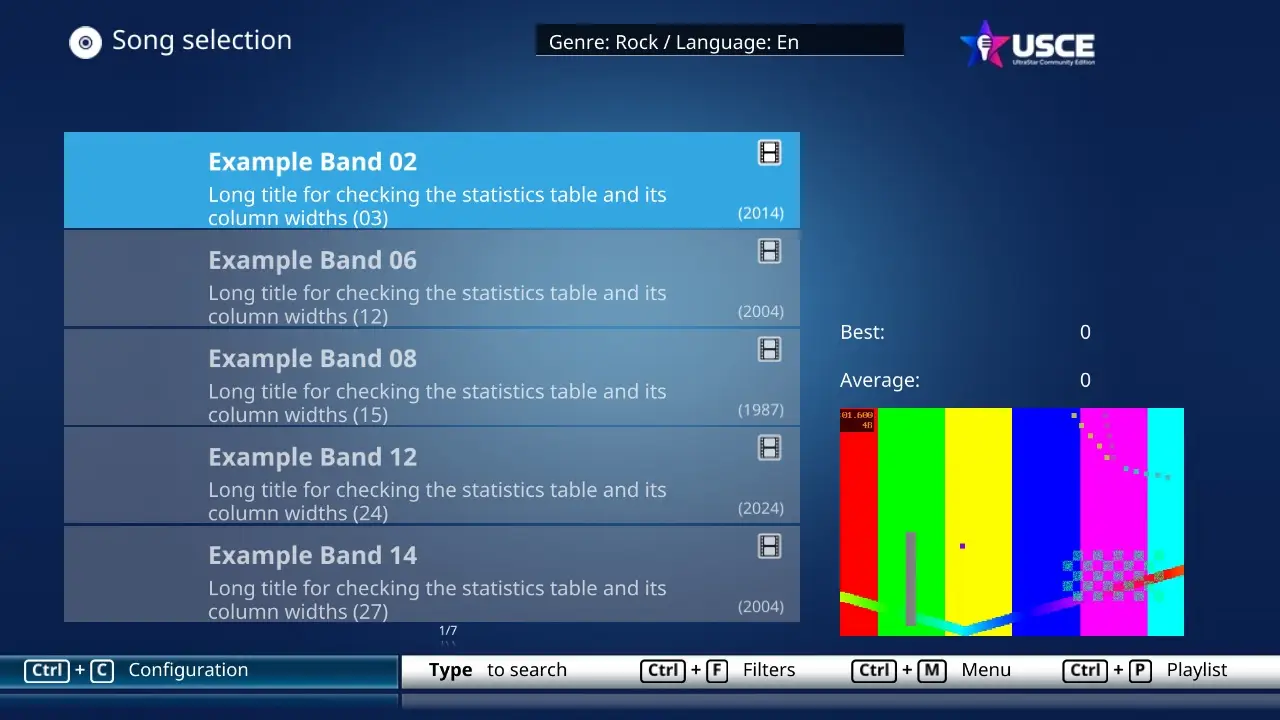 Song selection
Genre: Rock / Language: En
USCE
UltraStar Community Edition
Example Band 02
Long title for checking the statistics table and its
column widths (03)
(2014)
Example Band 06
Long title for checking the statistics table and its
column widths (12)
(2004)
Example Band 08
Long title for checking the statistics table and its
column widths (15)
(1987)
Example Band 12
Long title for checking the statistics table and its
column widths (24)
(2024)
Example Band 14
Long title for checking the statistics table and its
column widths (27)
(2004)
1/7
Best: 0
Average: 0
01.600
48
Ctrl + C Configuration
Type to search
Ctrl + F Filters
Ctrl + M Menu
Ctrl + P Playlist